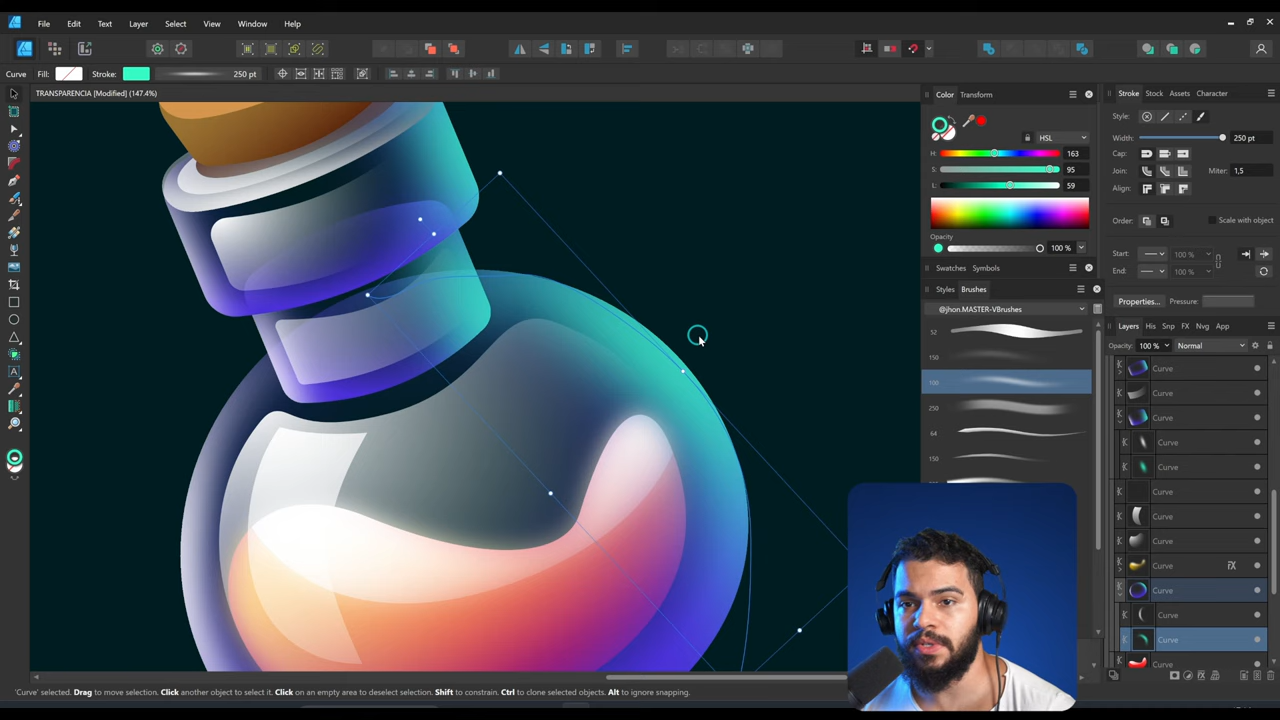 File Edit Text Layer Select View Window Help
Curve Fill: Stroke: 250 pt
TRANSPARENCIA [Modified] (147.4%)
Color Transform
HSL
H: 163
S: 95
L: 59
Opacity
100 %
Swatches Symbols
Styles Brushes
@jhon.MASTER-VBrushes
52
150
100
250
64
150
Stroke Stock Assets Character
Style:
Width: 250 pt
Cap:
Join: Miter: 1,5
Align:
Order: Scale with object
Start: 100 % 100 %
End: 100 % 100 %
Properties... Pressure:
Layers His Snp FX Nvg App
Opacity: 100 % Normal
Curve
Curve
Curve
Curve
Curve
Curve
Curve
Curve
Curve
Curve
Curve
Curve
Curve
'Curve' selected. Drag to move selection. Click another object to select it. Click on an empty area to deselect selection. Shift to constrain. Ctrl to clone selected objects. Alt to ignore snapping.